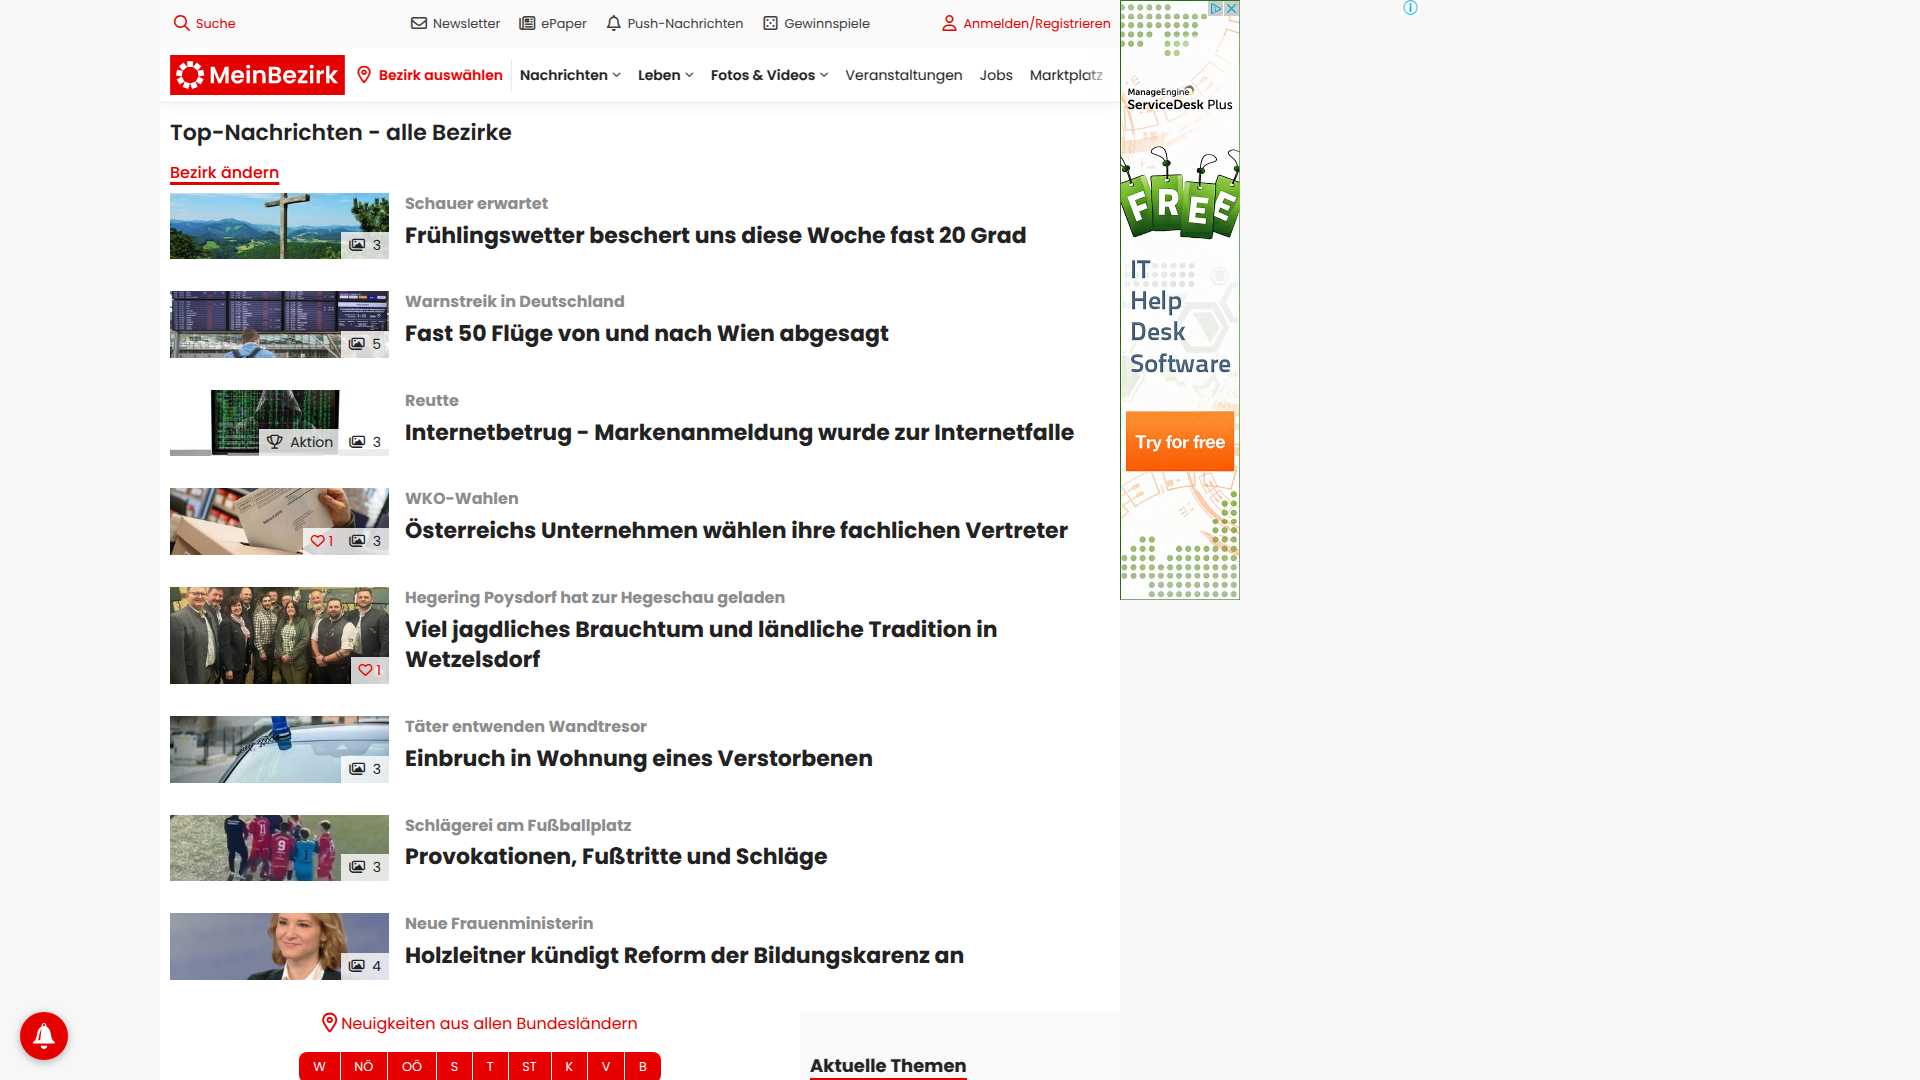 Suche
Newsletter
ePaper
Push-Nachrichten
Gewinnspiele
Anmelden/Registrieren
MeinBezirk
Bezirk auswählen
Nachrichten
Leben
Fotos & Videos
Veranstaltungen
Jobs
Marktplatz
Top-Nachrichten - alle Bezirke
Bezirk ändern
3
Schauer erwartet
Frühlingswetter beschert uns diese Woche fast 20 Grad
5
Warnstreik in Deutschland
Fast 50 Flüge von und nach Wien abgesagt
Aktion
3
Reutte
Internetbetrug - Markenanmeldung wurde zur Internetfalle
1
3
WKO-Wahlen
Österreichs Unternehmen wählen ihre fachlichen Vertreter
1
Hegering Poysdorf hat zur Hegeschau geladen
Viel jagdliches Brauchtum und ländliche Tradition in
Wetzelsdorf
3
Täter entwenden Wandtresor
Einbruch in Wohnung eines Verstorbenen
3
Schlägerei am Fußballplatz
Provokationen, Fußtritte und Schläge
4
Neue Frauenministerin
Holzleitner kündigt Reform der Bildungskarenz an
Neuigkeiten aus allen Bundesländern
W NÖ OÖ S T ST K V B
Aktuelle Themen
ManageEngine
ServiceDesk Plus
FREE
IT
Help
Desk
Software
Try for free